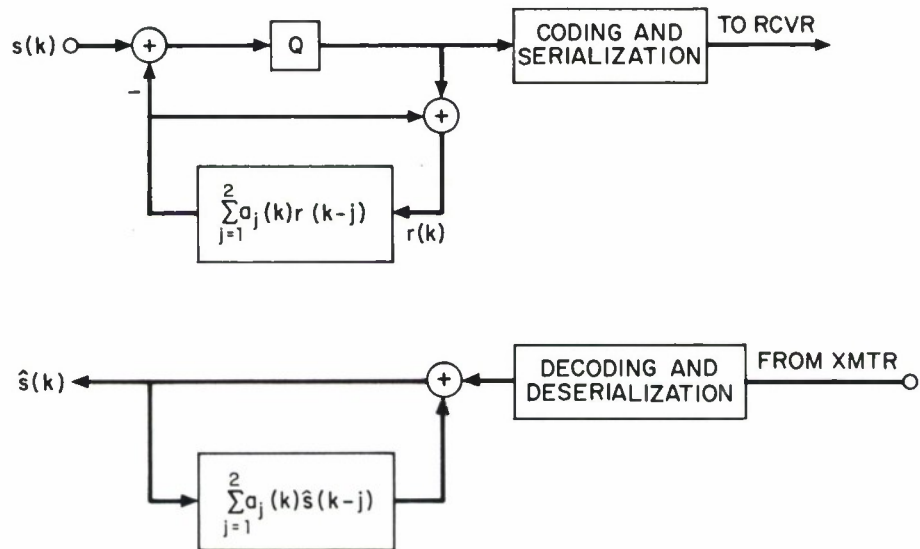 s(k)
+
Q
CODING AND
SERIALIZATION
TO RCVR
−
+
2
∑ a_j (k) r (k-j)
j=1
r(k)
ŝ(k)
+
DECODING AND
DESERIALIZATION
FROM XMTR
2
∑ a_j (k) ŝ(k-j)
j=1